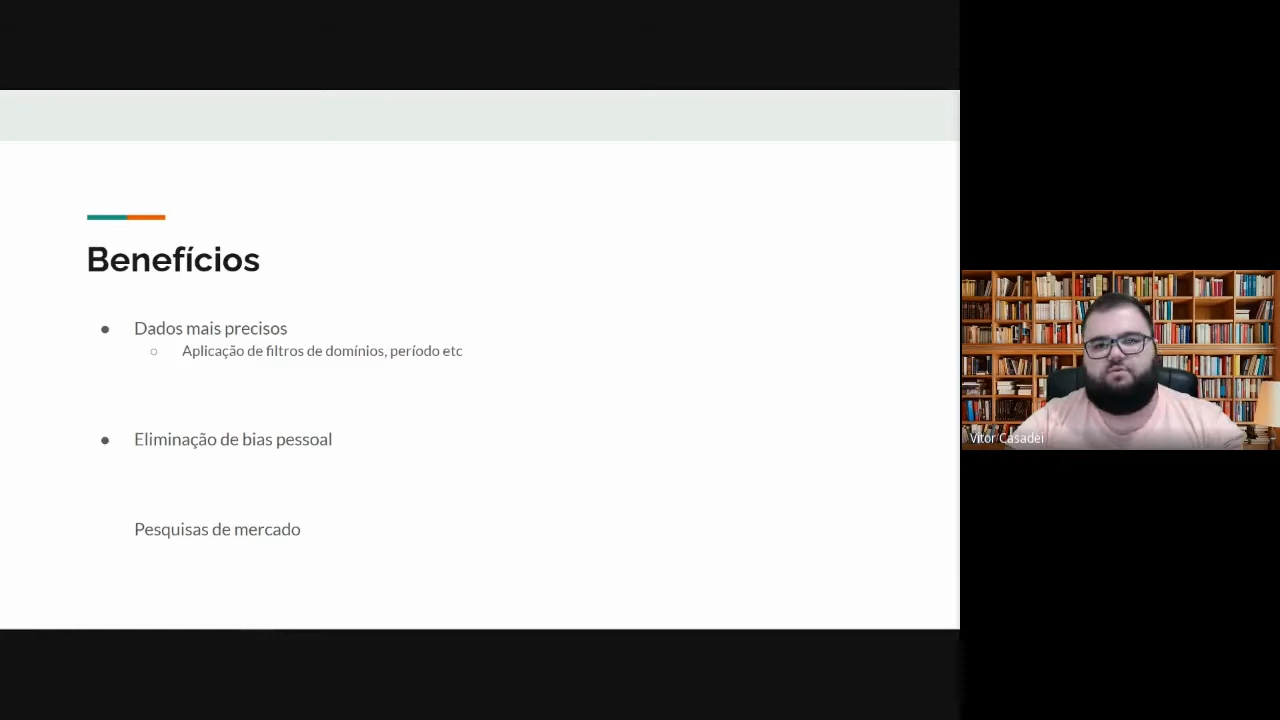 Benefícios
● Dados mais precisos
○ Aplicação de filtros de domínios, período etc
● Eliminação de bias pessoal
Pesquisas de mercado
Vitor Casadei